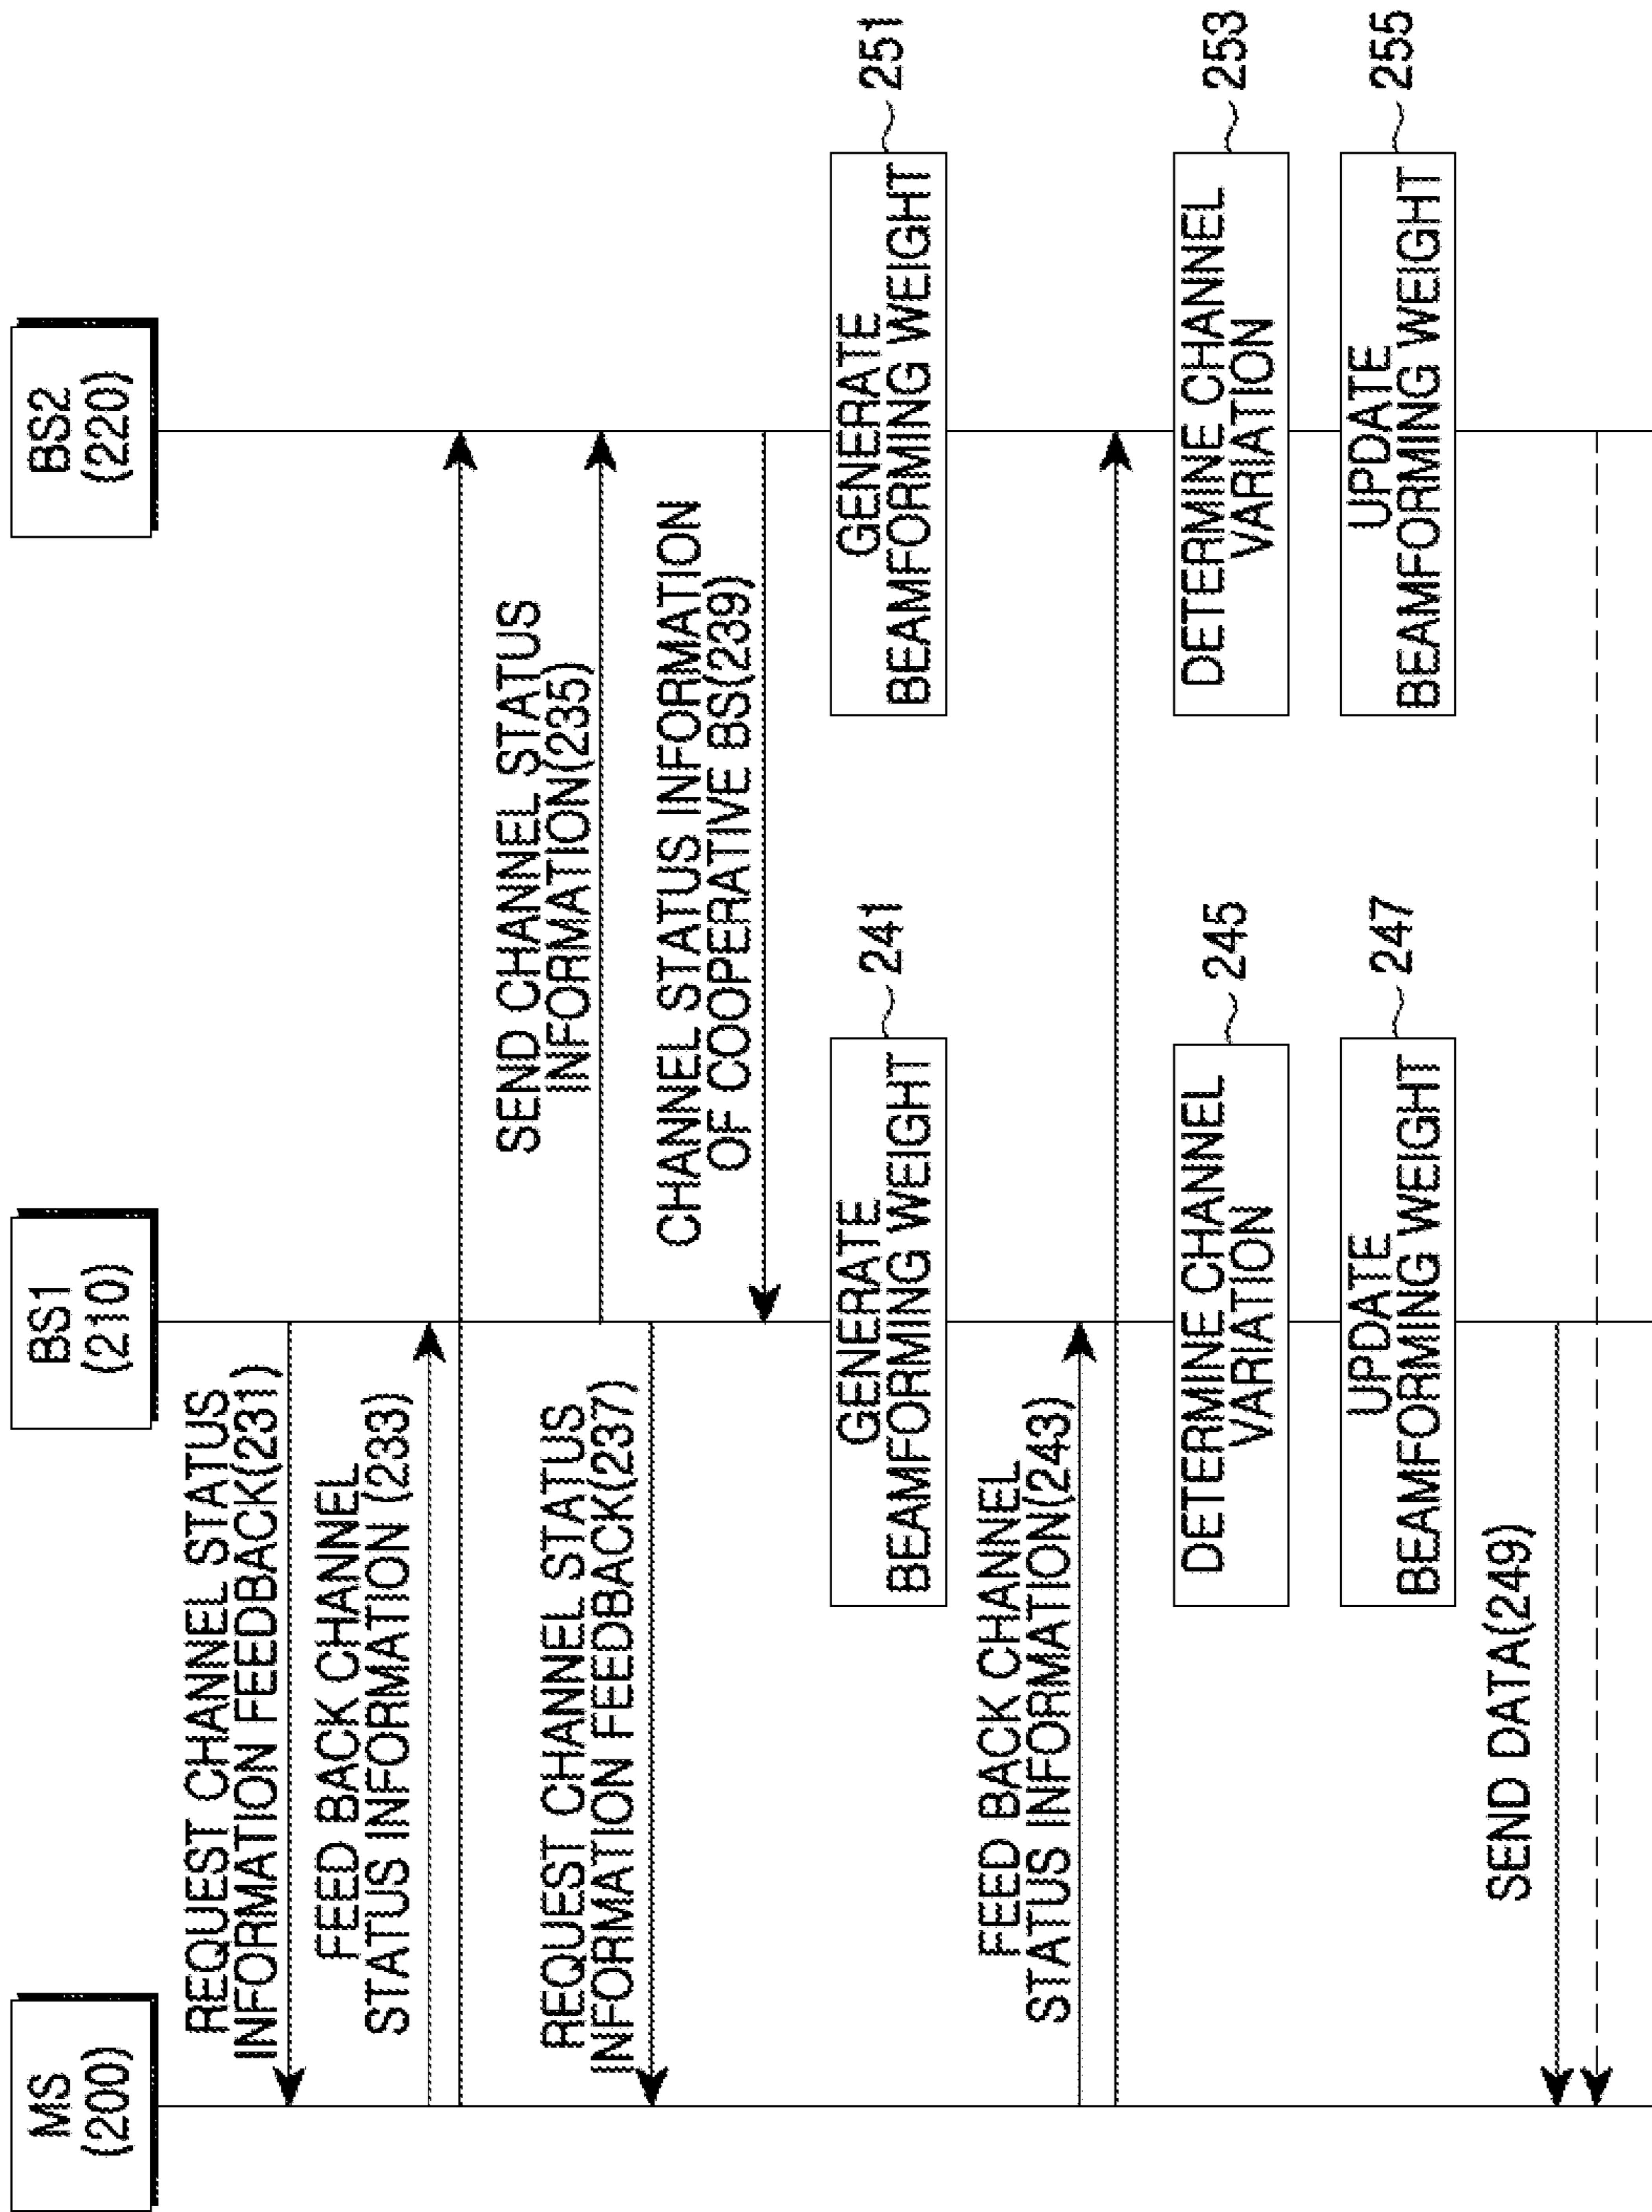 MS
(200)
BS1
(210)
BS2
(220)
REQUEST CHANNEL STATUS
INFORMATION FEEDBACK(231)
FEED BACK CHANNEL
STATUS INFORMATION (233)
SEND CHANNEL STATUS
INFORMATION(235)
REQUEST CHANNEL STATUS
INFORMATION FEEDBACK(237)
CHANNEL STATUS INFORMATION
OF COOPERATIVE BS(239)
GENERATE
BEAMFORMING WEIGHT
241
GENERATE
BEAMFORMING WEIGHT
251
FEED BACK CHANNEL
STATUS INFORMATION(243)
DETERMINE CHANNEL
VARIATION
245
DETERMINE CHANNEL
VARIATION
253
UPDATE
BEAMFORMING WEIGHT
247
UPDATE
BEAMFORMING WEIGHT
255
SEND DATA(249)